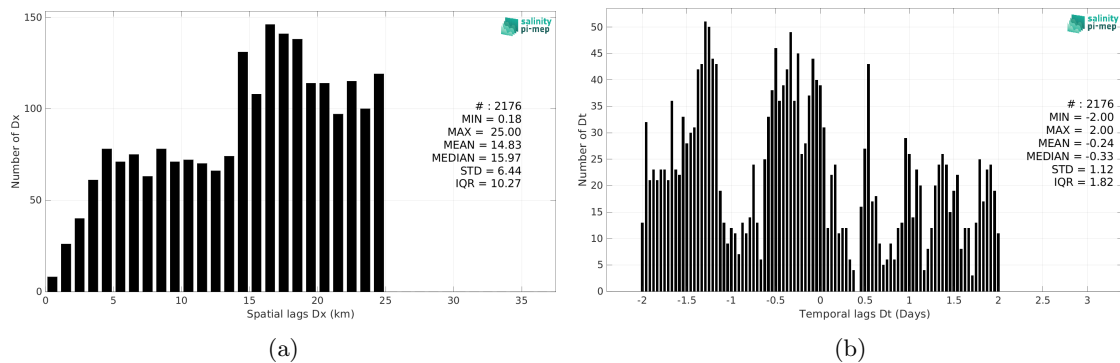 salinity
pi-mep
# : 2176
MIN = 0.18
MAX = 25.00
MEAN = 14.83
MEDIAN = 15.97
STD = 6.44
IQR = 10.27
Number of Dx
0
50
100
150
0 5 10 15 20 25 30 35
Spatial lags Dx (km)
(a)
salinity
pi-mep
# : 2176
MIN = -2.00
MAX = 2.00
MEAN = -0.24
MEDIAN = -0.33
STD = 1.12
IQR = 1.82
Number of Dt
0
5
10
15
20
25
30
35
40
45
50
-2 -1.5 -1 -0.5 0 0.5 1 1.5 2 2.5 3
Temporal lags Dt (Days)
(b)